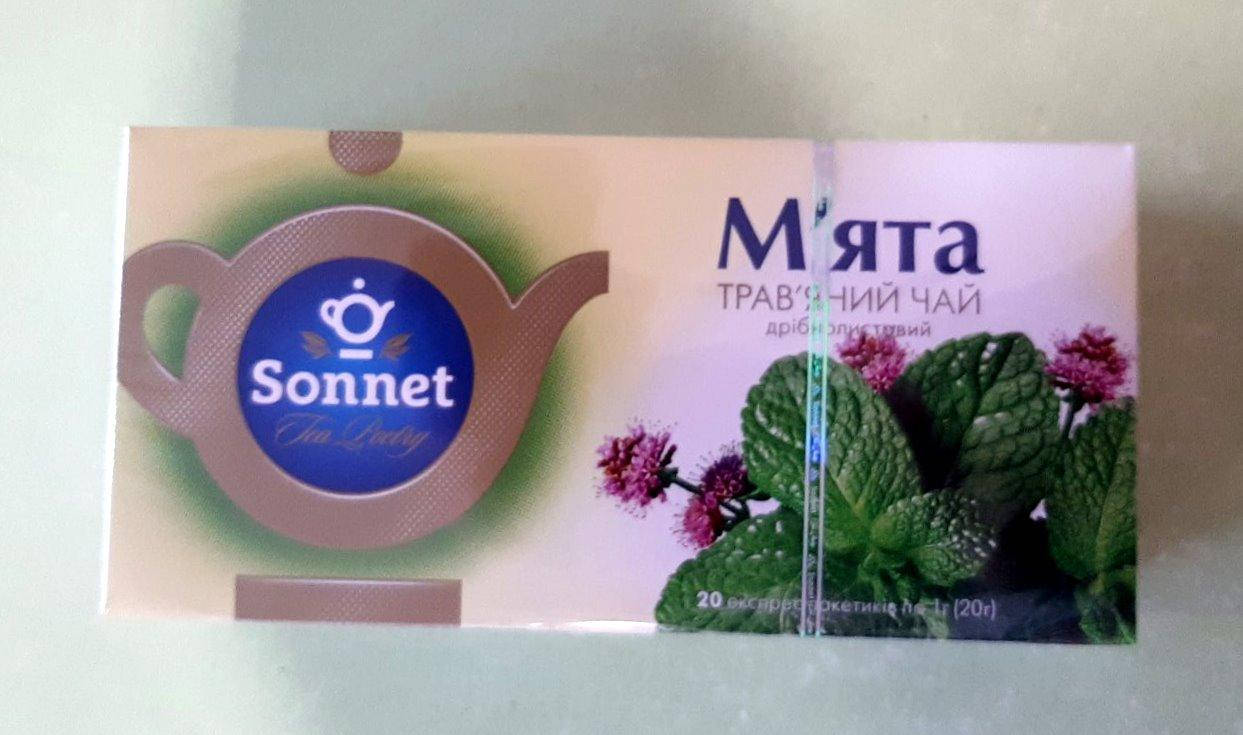 Sonnet
Tea Poetry
М'ята
ТРАВ'ЯНИЙ ЧАЙ
дрібнолистовий
20 експрес-пакетиків по 1г (20г)